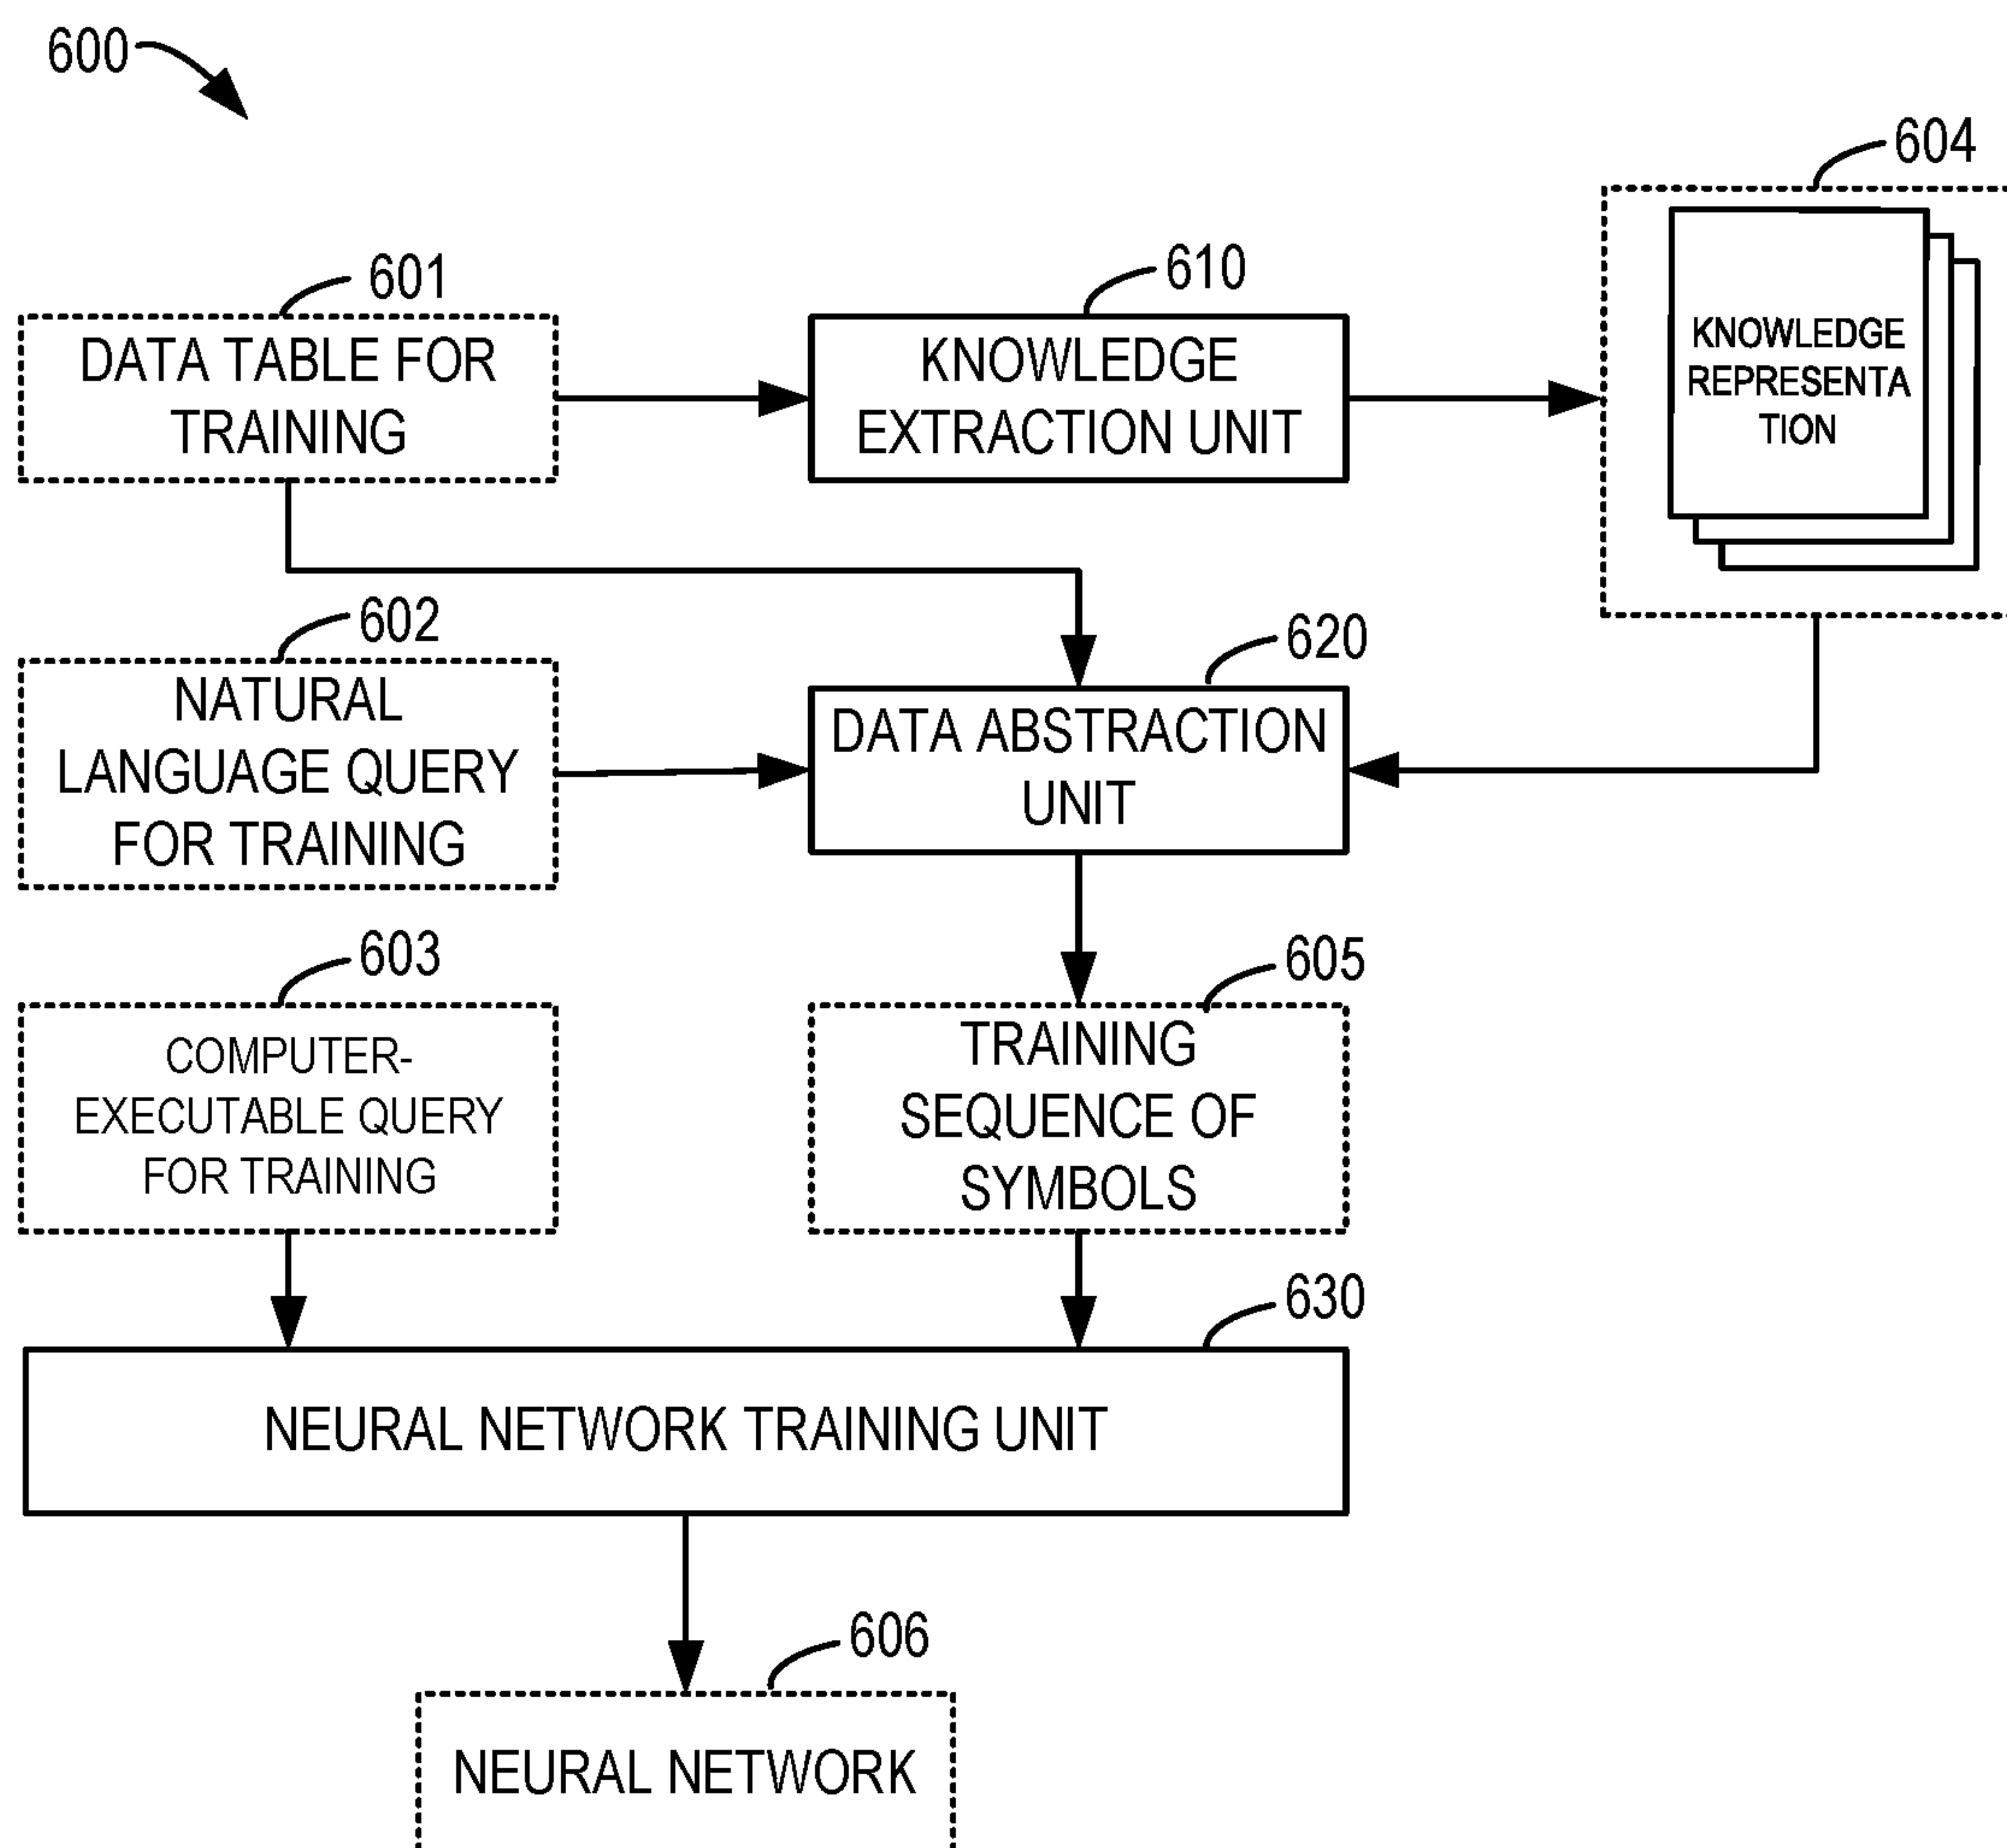 600
604
601
610
DATA TABLE FOR
TRAINING
KNOWLEDGE
EXTRACTION UNIT
KNOWLEDGE
REPRESENTA
TION
602
620
NATURAL
LANGUAGE QUERY
FOR TRAINING
DATA ABSTRACTION
UNIT
603
605
COMPUTER-
EXECUTABLE QUERY
FOR TRAINING
TRAINING
SEQUENCE OF
SYMBOLS
630
NEURAL NETWORK TRAINING UNIT
606
NEURAL NETWORK